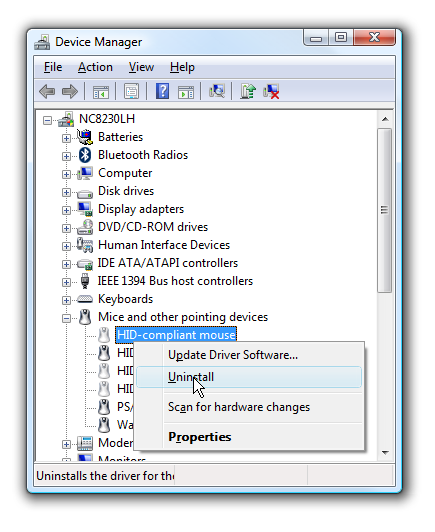 Device Manager
File Action View Help
NC8230LH
Batteries
Bluetooth Radios
Computer
Disk drives
Display adapters
DVD/CD-ROM drives
Human Interface Devices
IDE ATA/ATAPI controllers
IEEE 1394 Bus host controllers
Keyboards
Mice and other pointing devices
HID-compliant mouse
HID
Update Driver Software...
HID
Uninstall
HID
Scan for hardware changes
PS/
Wa
Properties
Moder
Monitors
Uninstalls the driver for the